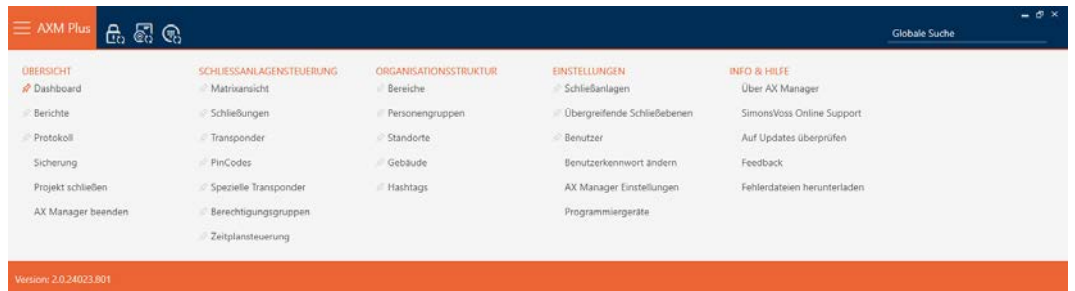 AXM Plus
Globale Suche
ÜBERSICHT
Dashboard
Berichte
Protokoll
Sicherung
Projekt schließen
AX Manager beenden
SCHLIESSANLAGENSTEUERUNG
Matrixansicht
Schließungen
Transponder
PinCodes
Spezielle Transponder
Berechtigungsgruppen
Zeitplansteuerung
ORGANISATIONSSTRUKTUR
Bereiche
Personengruppen
Standorte
Gebäude
Hashtags
EINSTELLUNGEN
Schließanlagen
Übergreifende Schließebenen
Benutzer
Benutzerkennwort ändern
AX Manager Einstellungen
Programmiergeräte
INFO & HILFE
Über AX Manager
SimonsVoss Online Support
Auf Updates überprüfen
Feedback
Fehlerdateien herunterladen
Version: 2.0.24023.801